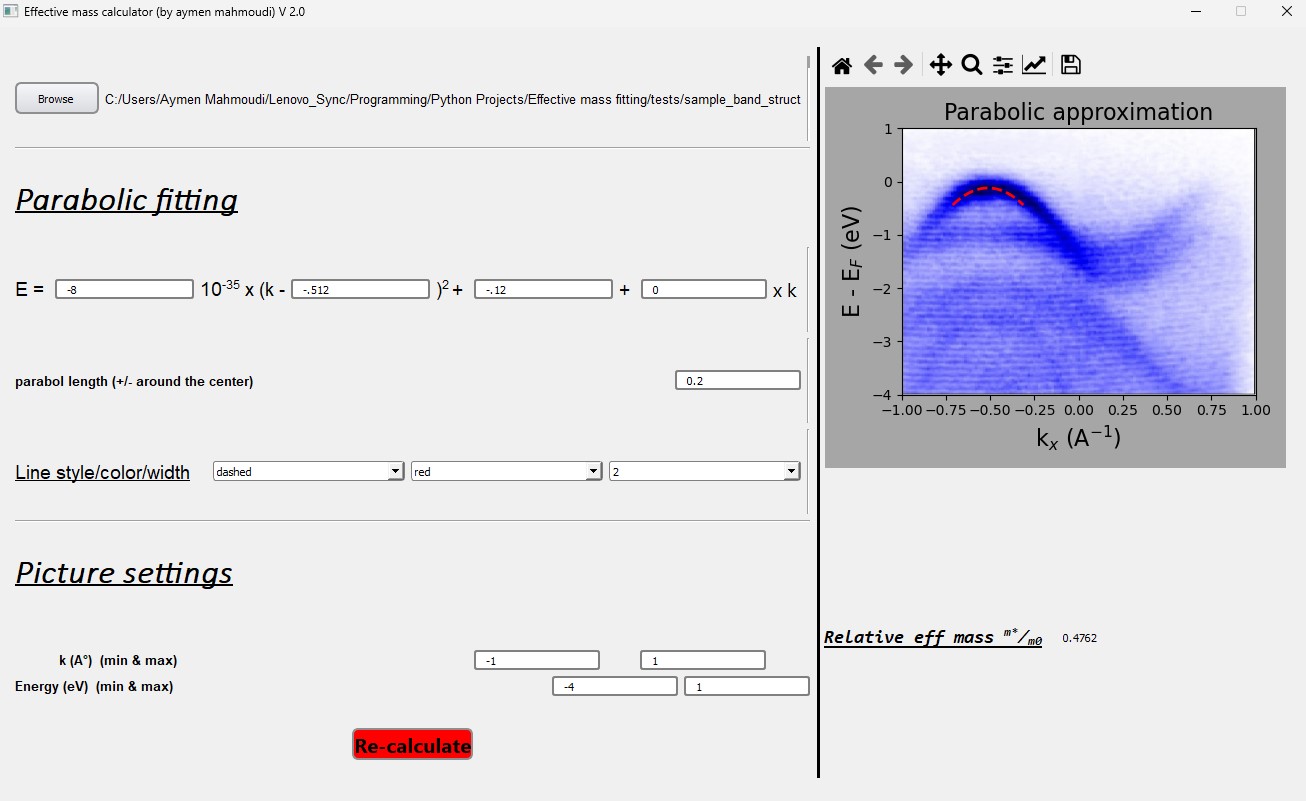 Effective mass calculator (by aymen mahmoudi) V 2.0
Browse C:/Users/Aymen Mahmoudi/Lenovo_Sync/Programming/Python Projects/Effective mass fitting/tests/sample_band_struct
Parabolic fitting
E = -8 10⁻³⁵ x (k - -.512 )² + -.12 + 0 x k
parabol length (+/- around the center) 0.2
Line style/color/width dashed red 2
Picture settings
k (A°) (min & max) -1 1
Energy (eV) (min & max) -4 1
Re-calculate
Parabolic approximation
E - E_F (eV)
1
0
−1
−2
−3
−4
−1.00 −0.75 −0.50 −0.25 0.00 0.25 0.50 0.75 1.00
kₓ (A⁻¹)
Relative eff mass m*/m0 0.4762